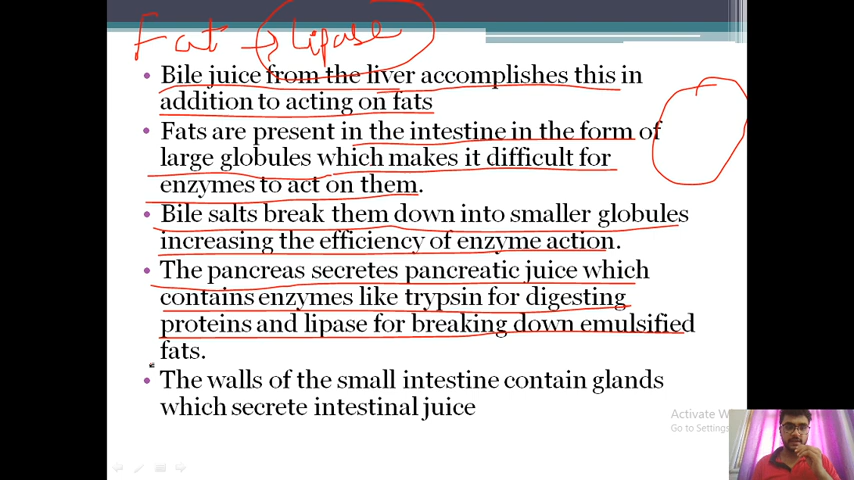 Fat → lipase
• Bile juice from the liver accomplishes this in
addition to acting on fats
• Fats are present in the intestine in the form of
large globules which makes it difficult for
enzymes to act on them.
• Bile salts break them down into smaller globules
increasing the efficiency of enzyme action.
• The pancreas secretes pancreatic juice which
contains enzymes like trypsin for digesting
proteins and lipase for breaking down emulsified
fats.
• The walls of the small intestine contain glands
which secrete intestinal juice
Activate W
Go to Settings